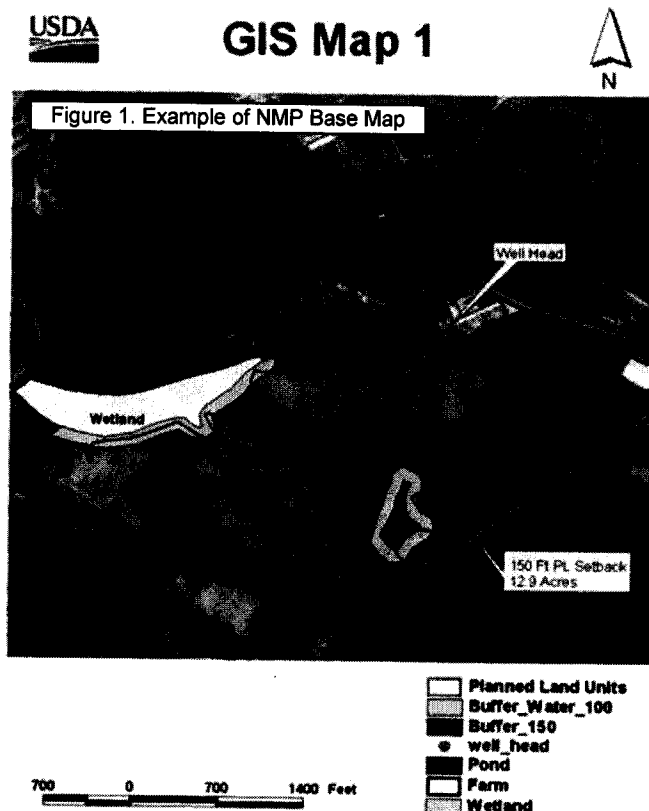 USDA
GIS Map 1
N
Figure 1. Example of NMP Base Map
Well Head
Wetland
150 Ft PL Setback
12.9 Acres
Planned Land Units
Buffer_Water_100
Buffer_150
well_head
Pond
Farm
Wetland
700 0 700 1400 Feet